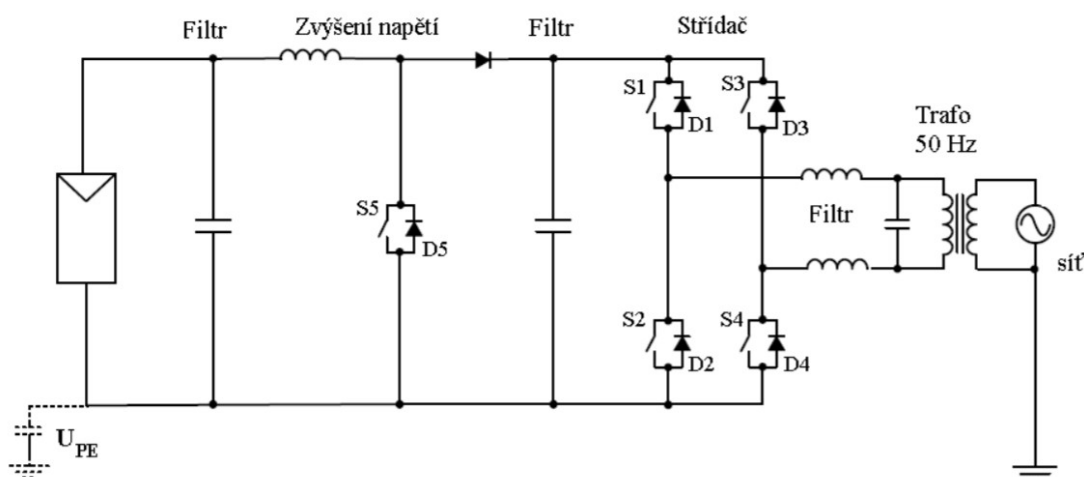 Filtr
Zvýšení napětí
Filtr
Střídač
S1
D1
S3
D3
Trafo
50 Hz
S5
D5
Filtr
síť
S2
D2
S4
D4
U_PE